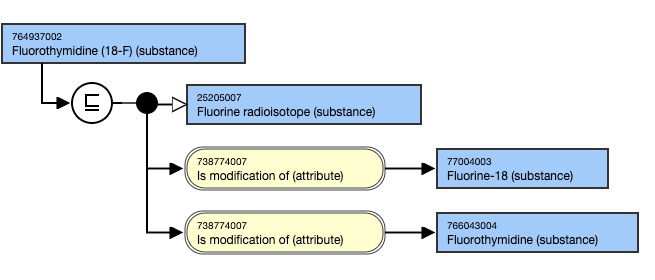 764937002
Fluorothymidine (18-F) (substance)
⊑
25205007
Fluorine radioisotope (substance)
738774007
Is modification of (attribute)
77004003
Fluorine-18 (substance)
738774007
Is modification of (attribute)
766043004
Fluorothymidine (substance)